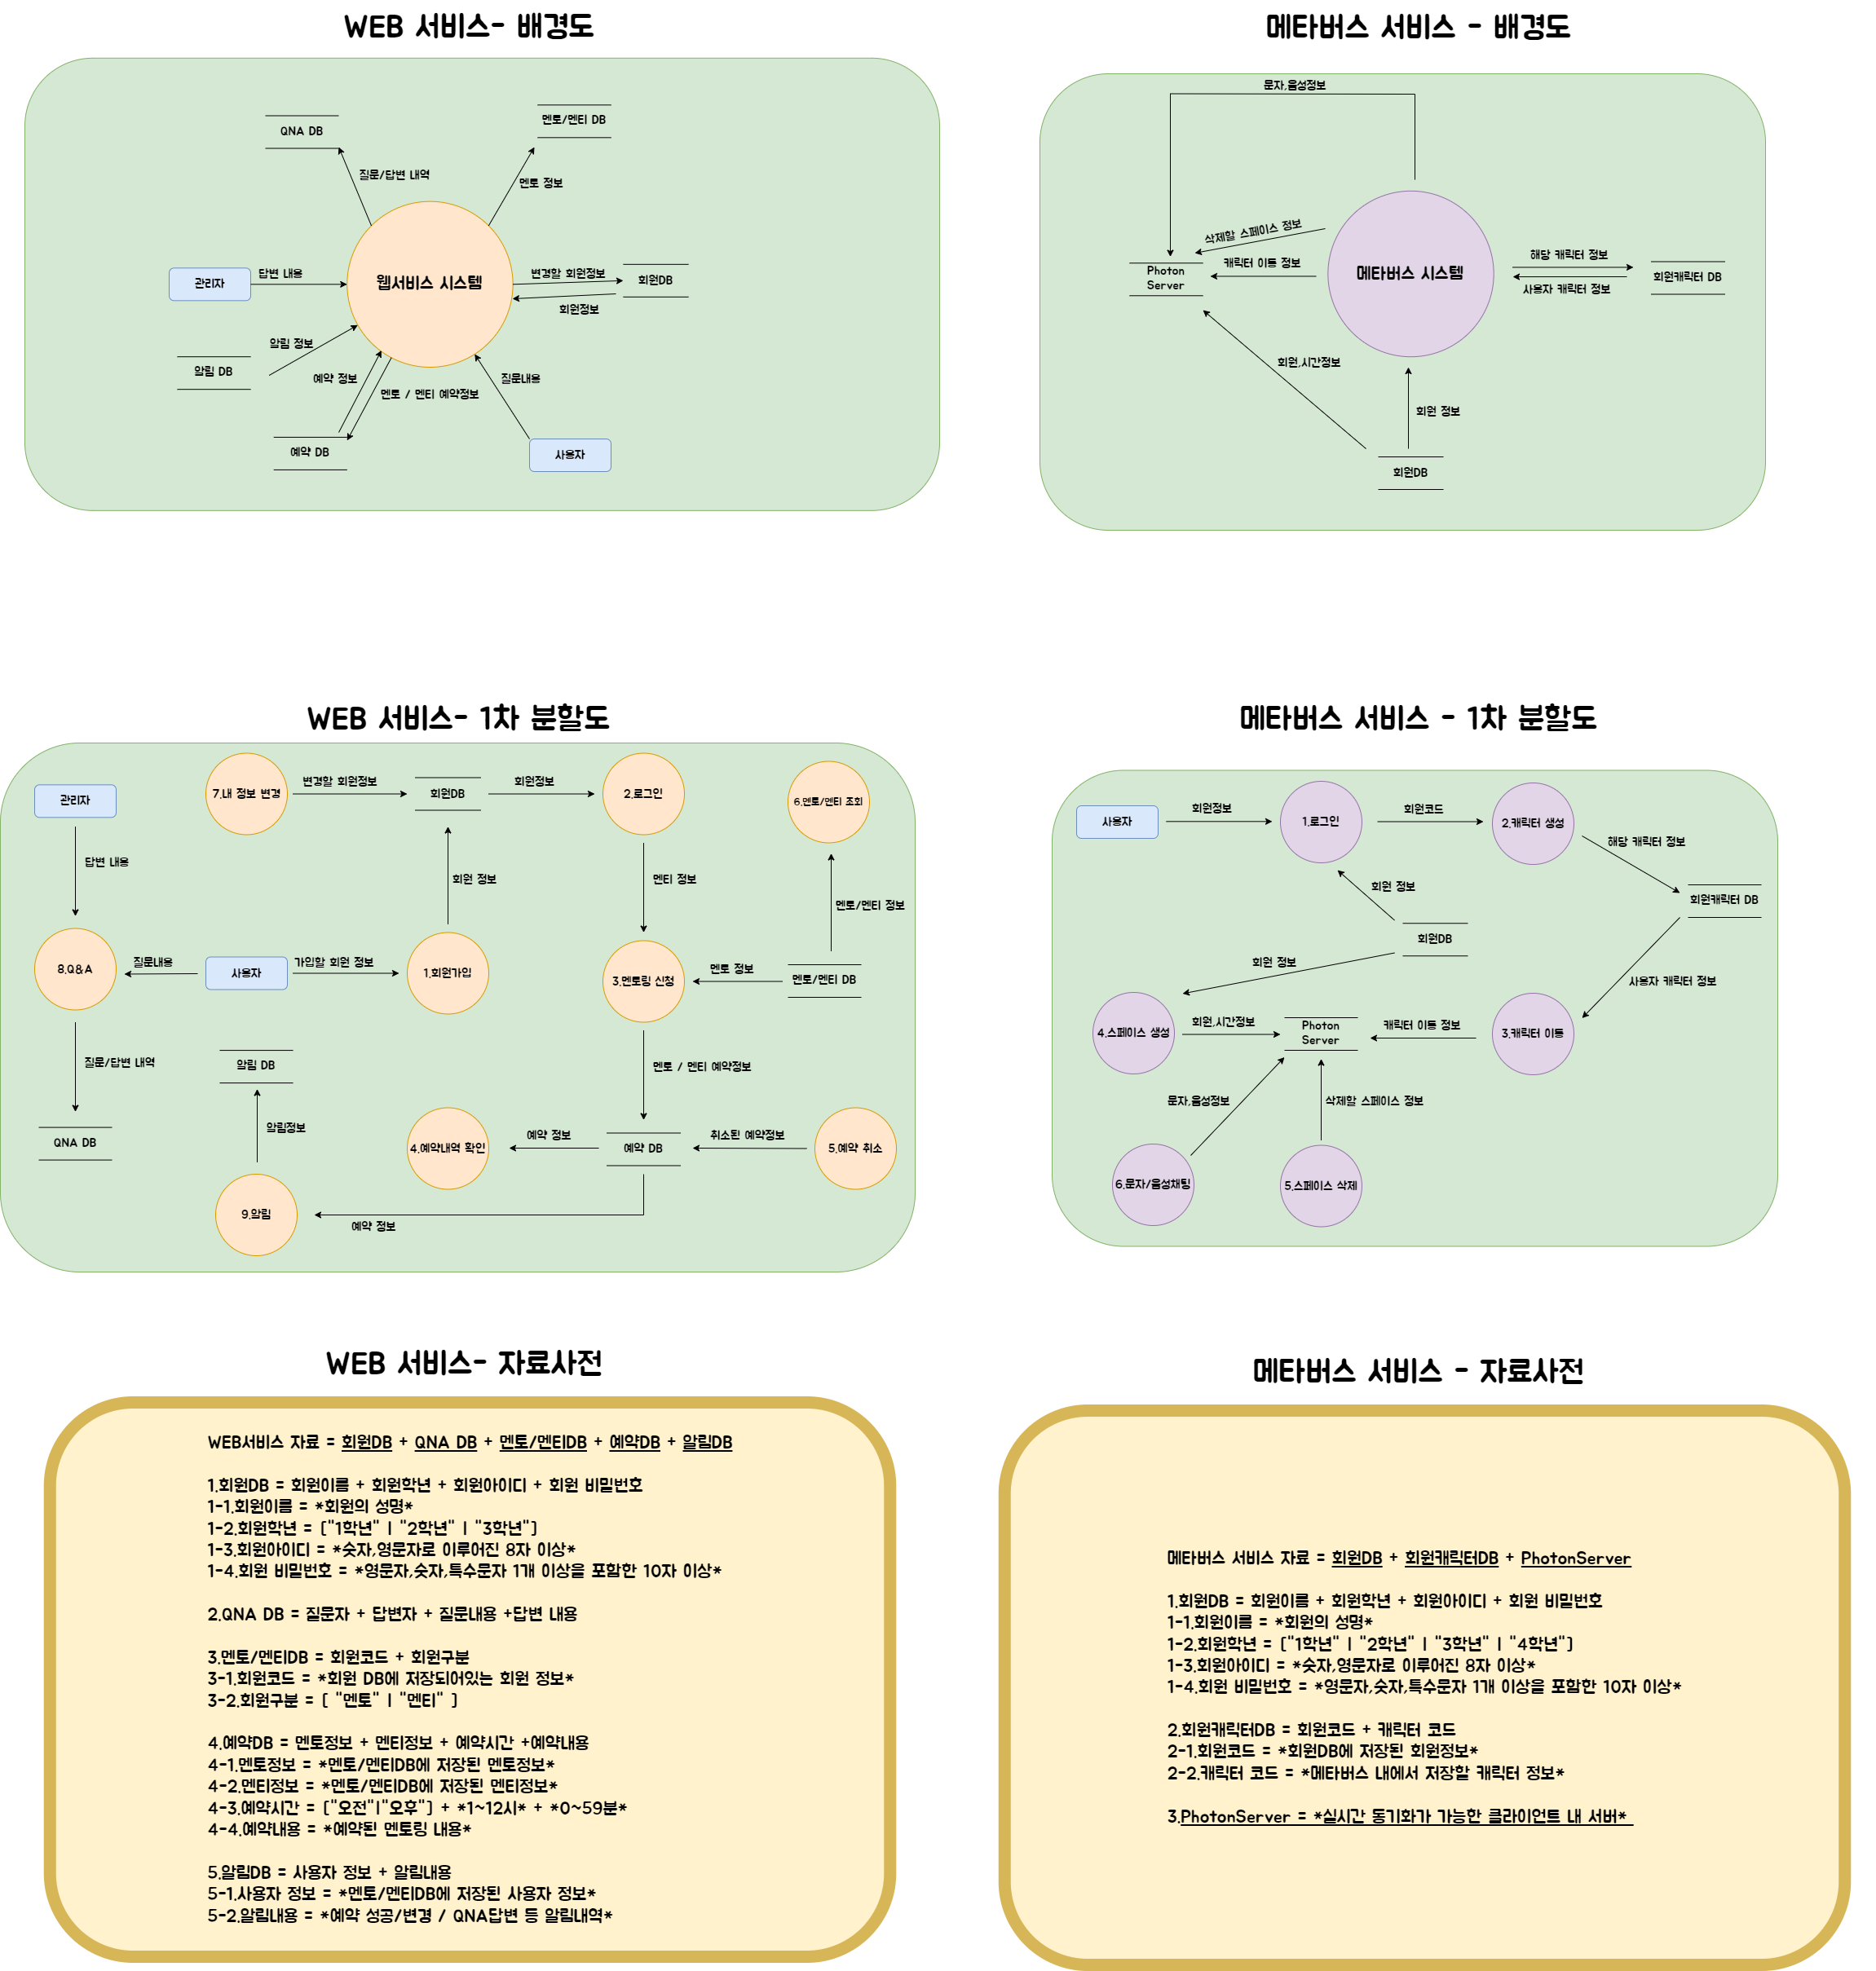 WEB 서비스- 배경도
QNA DB
멘토/멘티 DB
질문/답변 내역
멘토 정보
관리자
답변 내용
웹서비스 시스템
변경할 회원정보
회원DB
회원정보
알림 정보
알림 DB
예약 정보
멘토 / 멘티 예약정보
질문내용
예약 DB
사용자
메타버스 서비스 - 배경도
문자,음성정보
삭제할 스페이스 정보
캐릭터 이동 정보
Photon
Server
메타버스 시스템
해당 캐릭터 정보
사용자 캐릭터 정보
회원캐릭터 DB
회원,시간정보
회원 정보
회원DB
WEB 서비스- 1차 분할도
관리자
7.내 정보 변경
변경할 회원정보
회원DB
회원정보
2.로그인
6.멘토/멘티 조회
답변 내용
회원 정보
멘티 정보
멘토/멘티 정보
8.Q&A
질문내용
사용자
가입할 회원 정보
1.회원가입
3.멘토링 신청
멘토 정보
멘토/멘티 DB
질문/답변 내역
알림 DB
멘토 / 멘티 예약정보
QNA DB
알림정보
4.예약내역 확인
예약 정보
예약 DB
취소된 예약정보
5.예약 취소
9.알림
예약 정보
메타버스 서비스 - 1차 분할도
사용자
회원정보
1.로그인
회원코드
2.캐릭터 생성
해당 캐릭터 정보
회원 정보
회원캐릭터 DB
회원DB
회원 정보
사용자 캐릭터 정보
4.스페이스 생성
회원,시간정보
Photon
Server
캐릭터 이동 정보
3.캐릭터 이동
문자,음성정보
삭제할 스페이스 정보
6.문자/음성채팅
5.스페이스 삭제
WEB 서비스- 자료사전
WEB서비스 자료 = 회원DB + QNA DB + 멘토/멘티DB + 예약DB + 알림DB
1.회원DB = 회원이름 + 회원학년 + 회원아이디 + 회원 비밀번호
1-1.회원이름 = *회원의 성명*
1-2.회원학년 = ["1학년" | "2학년" | "3학년"]
1-3.회원아이디 = *숫자,영문자로 이루어진 8자 이상*
1-4.회원 비밀번호 = *영문자,숫자,특수문자 1개 이상을 포함한 10자 이상*
2.QNA DB = 질문자 + 답변자 + 질문내용 +답변 내용
3.멘토/멘티DB = 회원코드 + 회원구분
3-1.회원코드 = *회원 DB에 저장되어있는 회원 정보*
3-2.회원구분 = [ "멘토" | "멘티" ]
4.예약DB = 멘토정보 + 멘티정보 + 예약시간 +예약내용
4-1.멘토정보 = *멘토/멘티DB에 저장된 멘토정보*
4-2.멘티정보 = *멘토/멘티DB에 저장된 멘티정보*
4-3.예약시간 = ["오전"|"오후"] + *1~12시* + *0~59분*
4-4.예약내용 = *예약된 멘토링 내용*
5.알림DB = 사용자 정보 + 알림내용
5-1.사용자 정보 = *멘토/멘티DB에 저장된 사용자 정보*
5-2.알림내용 = *예약 성공/변경 / QNA답변 등 알림내역*
메타버스 서비스 - 자료사전
메타버스 서비스 자료 = 회원DB + 회원캐릭터DB + PhotonServer
1.회원DB = 회원이름 + 회원학년 + 회원아이디 + 회원 비밀번호
1-1.회원이름 = *회원의 성명*
1-2.회원학년 = ["1학년" | "2학년" | "3학년" | "4학년"]
1-3.회원아이디 = *숫자,영문자로 이루어진 8자 이상*
1-4.회원 비밀번호 = *영문자,숫자,특수문자 1개 이상을 포함한 10자 이상*
2.회원캐릭터DB = 회원코드 + 캐릭터 코드
2-1.회원코드 = *회원DB에 저장된 회원정보*
2-2.캐릭터 코드 = *메타버스 내에서 저장할 캐릭터 정보*
3.PhotonServer = *실시간 동기화가 가능한 클라이언트 내 서버*